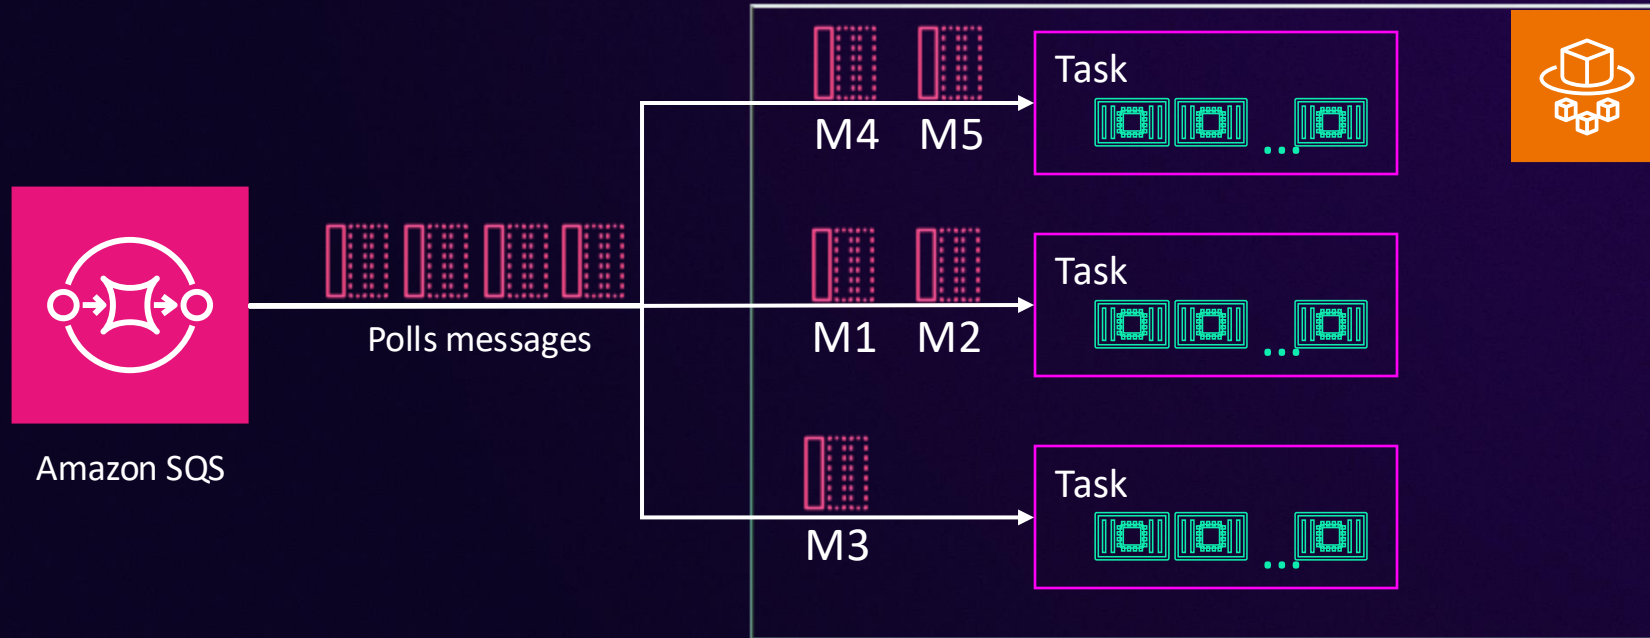 Task
M4 M5
Task
Polls messages
M1 M2
Amazon SQS
Task
M3